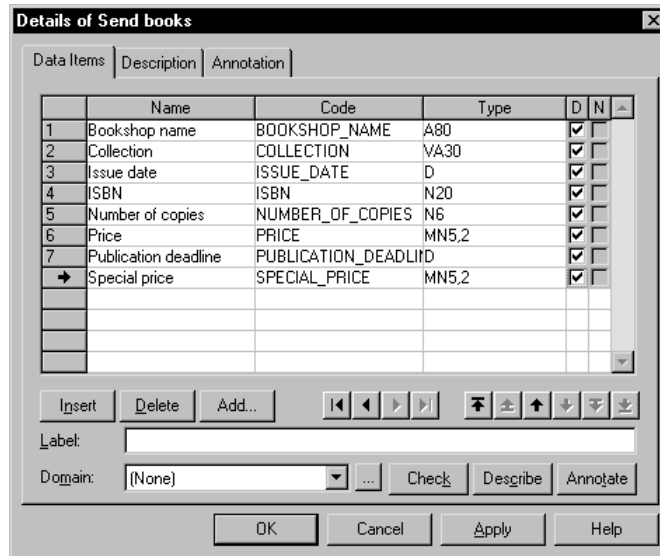 Details of Send books
Data Items Description Annotation
Name Code Type D N
1 Bookshop name BOOKSHOP_NAME A80
2 Collection COLLECTION VA30
3 Issue date ISSUE_DATE D
4 ISBN ISBN N20
5 Number of copies NUMBER_OF_COPIES N6
6 Price PRICE MN5,2
7 Publication deadline PUBLICATION_DEADLI D
Special price SPECIAL_PRICE MN5,2
Insert Delete Add...
Label:
Domain: (None) ... Check Describe Annotate
OK Cancel Apply Help